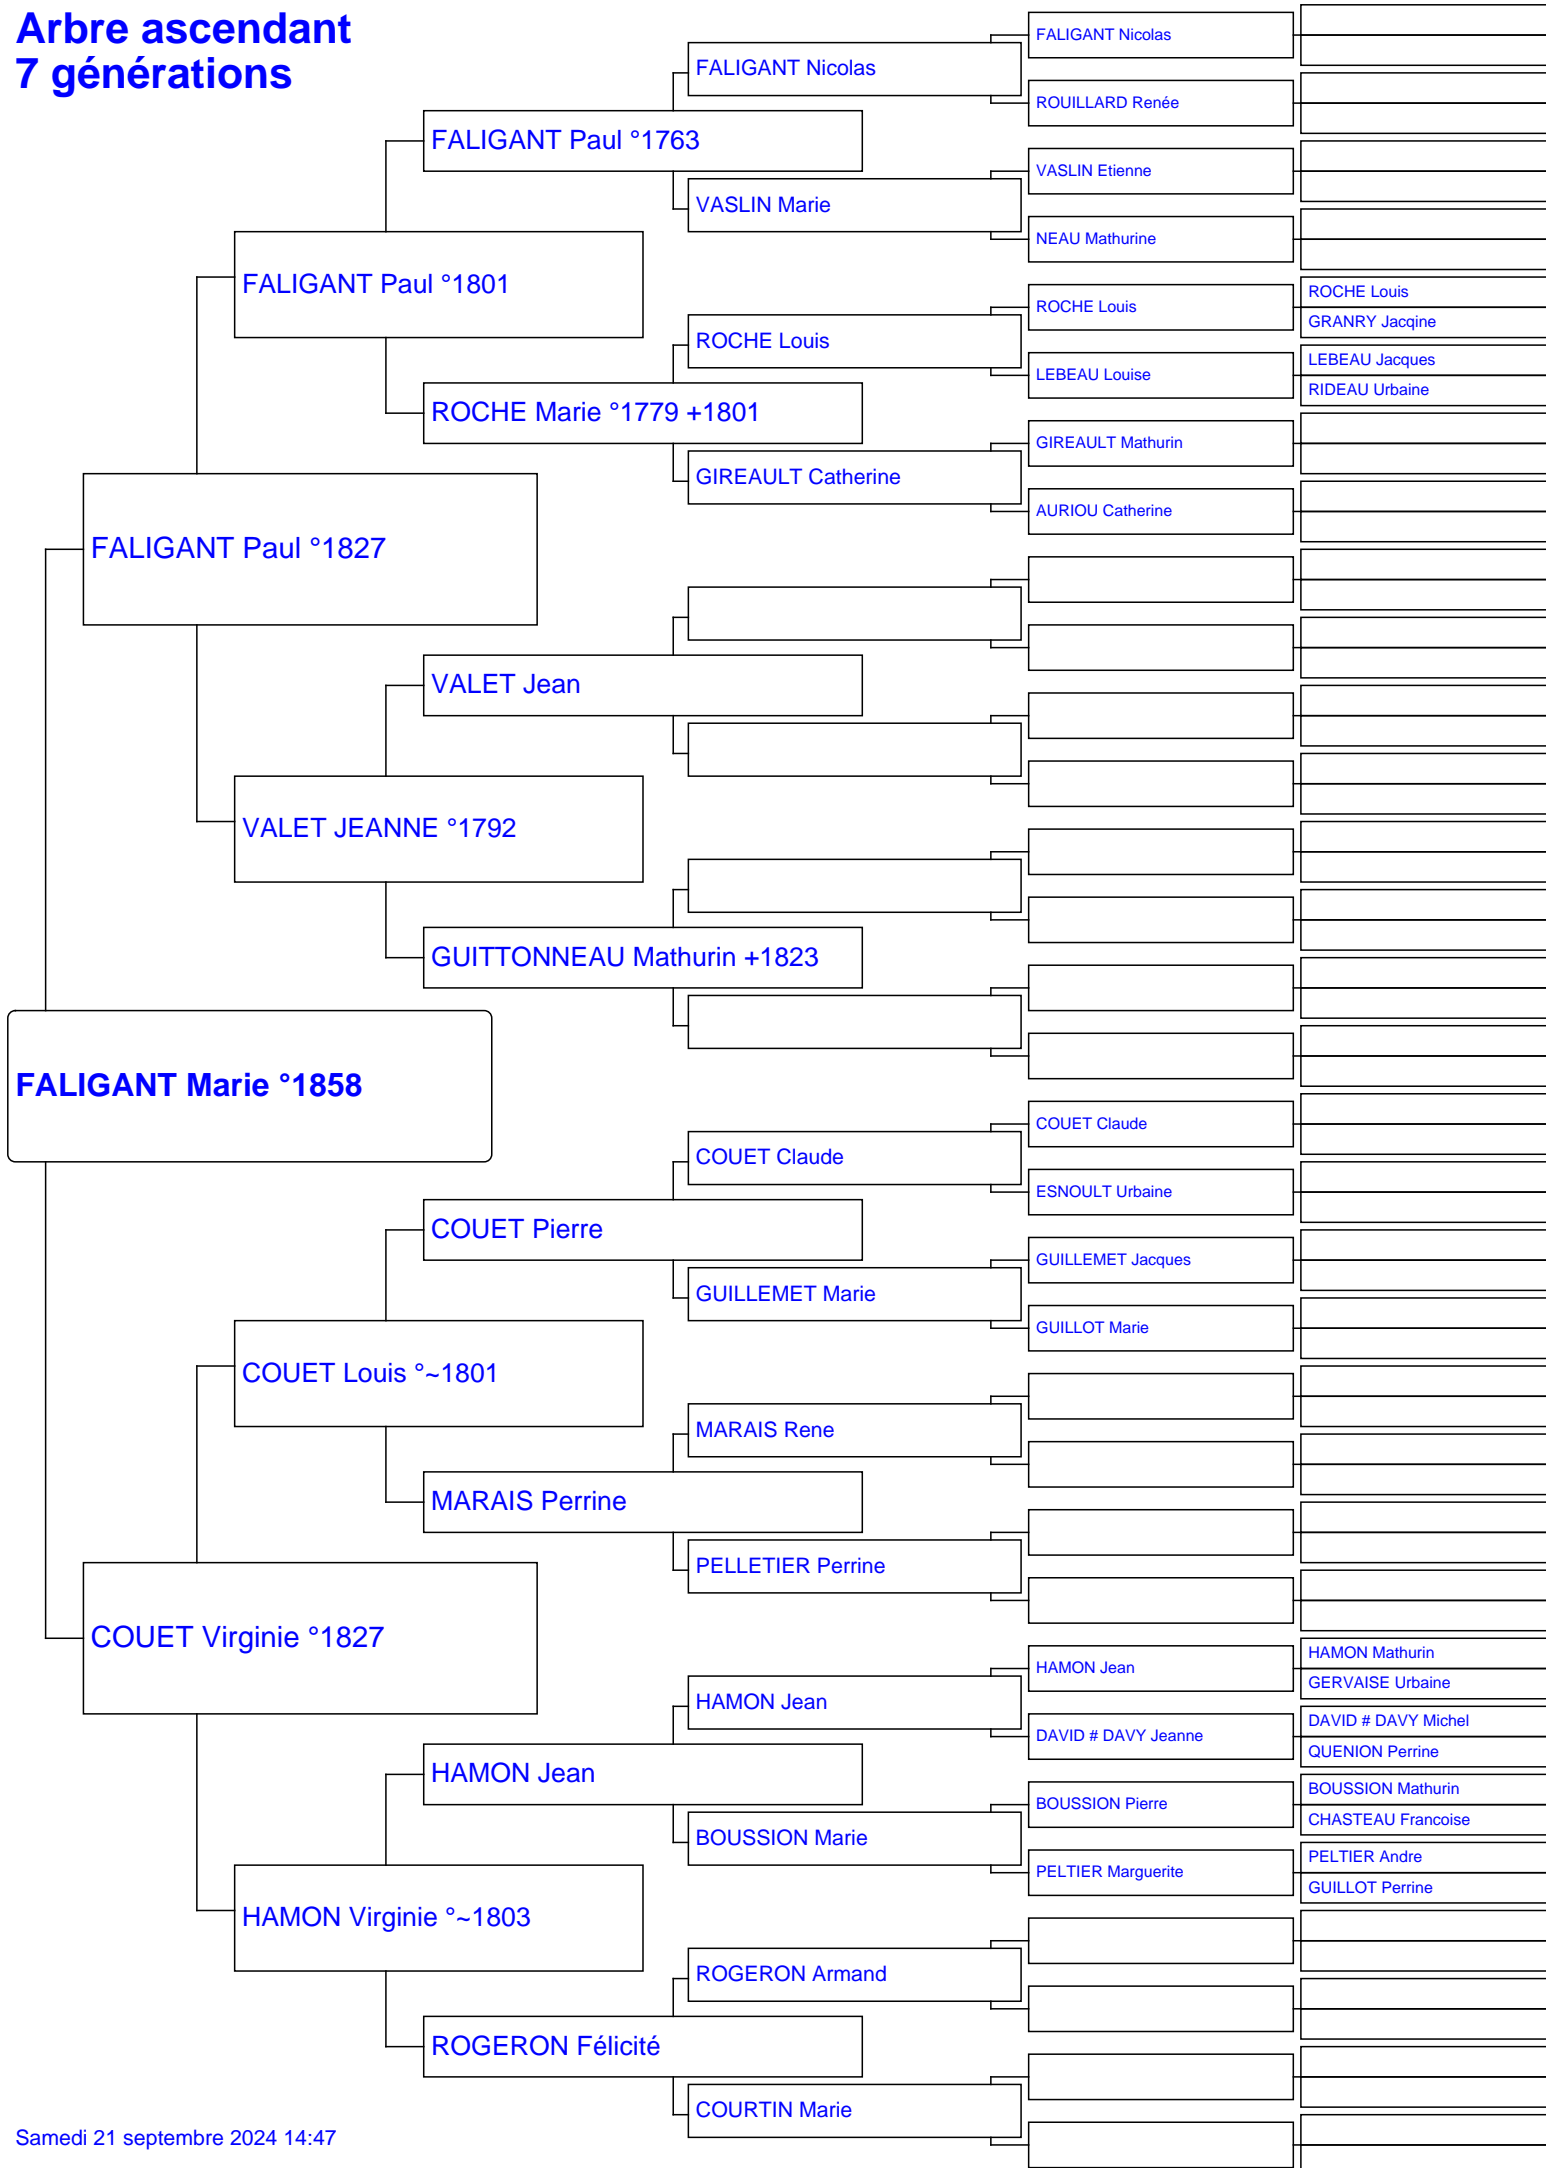 Arbre ascendant
7 générations
FALIGANT Nicolas
FALIGANT Nicolas
ROUILLARD Renée
FALIGANT Paul °1763
VASLIN Etienne
VASLIN Marie
NEAU Mathurine
FALIGANT Paul °1801
ROCHE Louis
GRANRY Jacqine
ROCHE Louis
ROCHE Louis
LEBEAU Jacques
LEBEAU Louise
RIDEAU Urbaine
ROCHE Marie °1779 +1801
GIREAULT Mathurin
GIREAULT Catherine
AURIOU Catherine
FALIGANT Paul °1827
VALET Jean
VALET JEANNE °1792
GUITTONNEAU Mathurin +1823
FALIGANT Marie °1858
COUET Claude
COUET Claude
ESNOULT Urbaine
COUET Pierre
GUILLEMET Jacques
GUILLEMET Marie
GUILLOT Marie
COUET Louis °~1801
MARAIS Rene
MARAIS Perrine
PELLETIER Perrine
COUET Virginie °1827
HAMON Mathurin
HAMON Jean
GERVAISE Urbaine
HAMON Jean
DAVID # DAVY Michel
DAVID # DAVY Jeanne
QUENION Perrine
HAMON Jean
BOUSSION Mathurin
BOUSSION Pierre
CHASTEAU Francoise
BOUSSION Marie
PELTIER Andre
PELTIER Marguerite
GUILLOT Perrine
HAMON Virginie °~1803
ROGERON Armand
ROGERON Félicité
COURTIN Marie
Samedi 21 septembre 2024 14:47